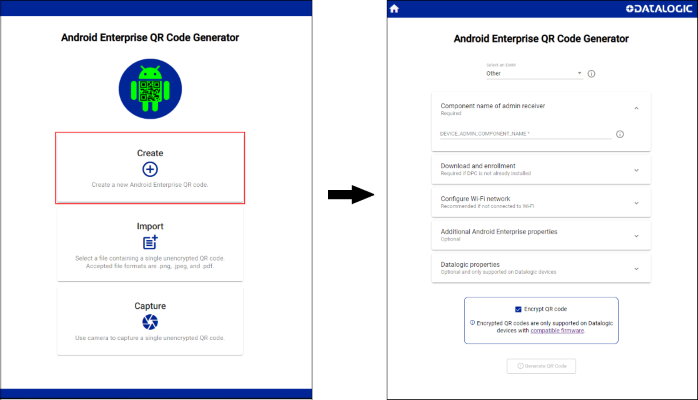 Android Enterprise QR Code Generator
Create
Create a new Android Enterprise QR code.
Import
Select a file containing a single unencrypted QR code.
Accepted file formats are .png, .jpeg, and .pdf.
Capture
Use camera to capture a single unencrypted QR code.
DATALOGIC
Android Enterprise QR Code Generator
Other
Component name of admin receiver
Required
DEVICE_ADMIN_COMPONENT_NAME *
Download and enrollment
Required if DPC is not already installed
Configure Wi-Fi network
Recommended if not connected to Wi-Fi
Additional Android Enterprise properties
Optional
Datalogic properties
Optional and only supported on Datalogic devices
Encrypt QR code
Encrypted QR codes are only supported on Datalogic
devices with compatible firmware.
Generate QR Code